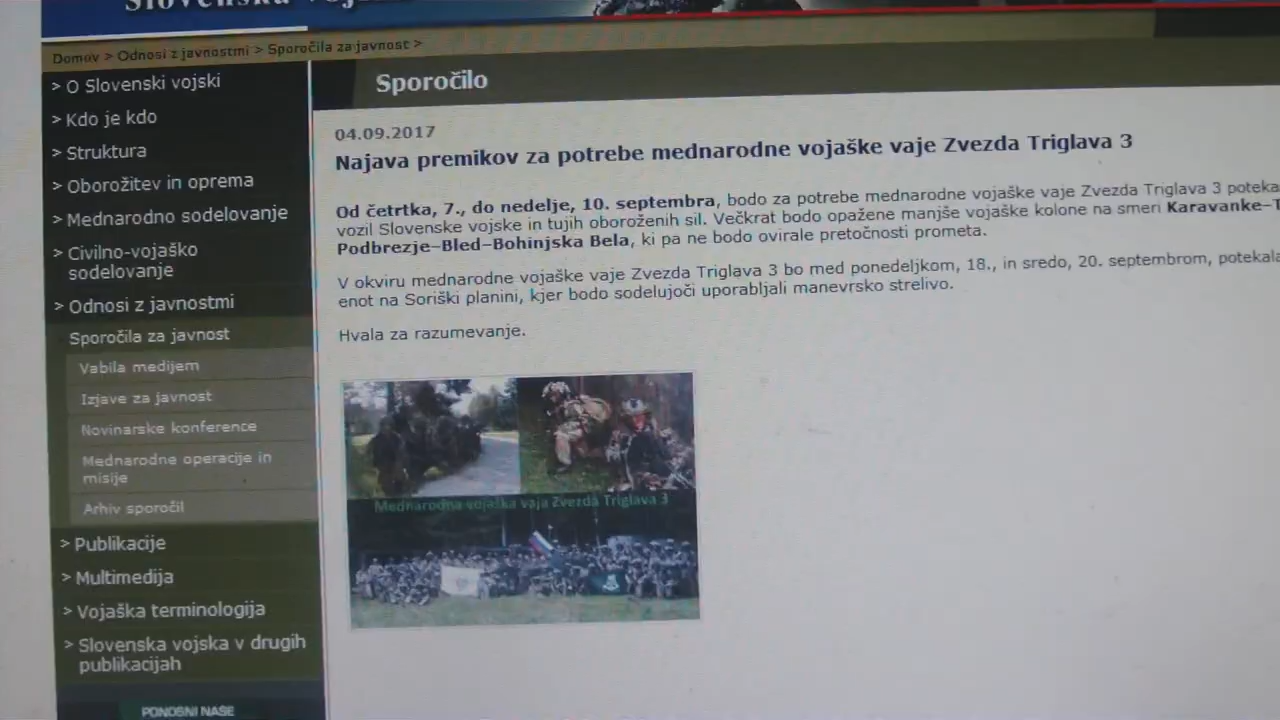 Slovenska
Domov > Odnosi z javnostmi > Sporočila za javnost >
> O Slovenski vojski
> Kdo je kdo
> Struktura
> Oborožitev in oprema
> Mednarodno sodelovanje
> Civilno-vojaško
sodelovanje
> Odnosi z javnostmi
Sporočila za javnost
Vabila medijem
Izjave za javnost
Novinarske konference
Mednarodne operacije in
misije
Arhiv sporočil
> Publikacije
> Multimedija
> Vojaška terminologija
> Slovenska vojska v drugih
publikacijah
PONOSNI NAŠE
Sporočilo
04.09.2017
Najava premikov za potrebe mednarodne vojaške vaje Zvezda Triglava 3
Od četrtka, 7., do nedelje, 10. septembra, bodo za potrebe mednarodne vojaške vaje Zvezda Triglava 3 poteka
vozil Slovenske vojske in tujih oboroženih sil. Večkrat bodo opažene manjše vojaške kolone na smeri Karavanke–T
Podbrezje–Bled–Bohinjska Bela, ki pa ne bodo ovirale pretočnosti prometa.
V okviru mednarodne vojaške vaje Zvezda Triglava 3 bo med ponedeljkom, 18., in sredo, 20. septembrom, potekala
enot na Soriški planini, kjer bodo sodelujoči uporabljali manevrsko strelivo.
Hvala za razumevanje.
Mednarodna vojaška vaja Zvezda Triglava 3